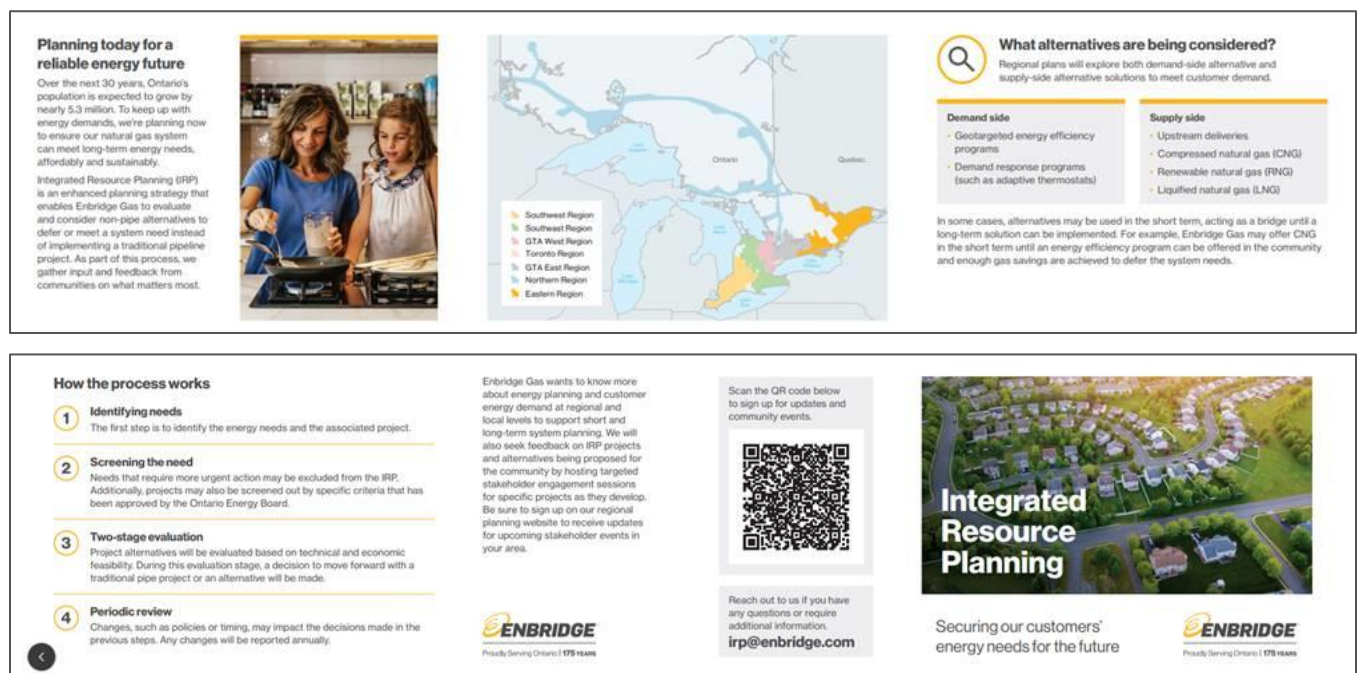 Planning today for a
reliable energy future
Over the next 30 years, Ontario's
population is expected to grow by
nearly 5.3 million. To keep up with
energy demands, we're planning now
to ensure our natural gas system
can meet long-term energy needs,
affordably and sustainably.
Integrated Resource Planning (IRP)
is an enhanced planning strategy that
enables Enbridge Gas to evaluate
and consider non-pipe alternatives to
defer or meet a system need instead
of implementing a traditional pipeline
project. As part of this process, we
gather input and feedback from
communities on what matters most.
Ontario
Quebec
Southwest Region
Southeast Region
GTA West Region
Toronto Region
GTA East Region
Northern Region
Eastern Region
What alternatives are being considered?
Regional plans will explore both demand-side alternative and
supply-side alternative solutions to meet customer demand.
Demand side
• Geotargeted energy efficiency
programs
• Demand response programs
(such as adaptive thermostats)
Supply side
• Upstream deliveries
• Compressed natural gas (CNG)
• Renewable natural gas (RNG)
• Liquified natural gas (LNG)
In some cases, alternatives may be used in the short term, acting as a bridge until a
long-term solution can be implemented. For example, Enbridge Gas may offer CNG
in the short term until an energy efficiency program can be offered in the community
and enough gas savings are achieved to defer the system needs.
How the process works
1
Identifying needs
The first step is to identify the energy needs and the associated project.
2
Screening the need
Needs that require more urgent action may be excluded from the IRP.
Additionally, projects may also be screened out by specific criteria that has
been approved by the Ontario Energy Board.
3
Two-stage evaluation
Project alternatives will be evaluated based on technical and economic
feasibility. During this evaluation stage, a decision to move forward with a
traditional pipe project or an alternative will be made.
4
Periodic review
Changes, such as policies or timing, may impact the decisions made in the
previous steps. Any changes will be reported annually.
Enbridge Gas wants to know more
about energy planning and customer
energy demand at regional and
local levels to support short and
long-term system planning. We will
also seek feedback on IRP projects
and alternatives being proposed for
the community by hosting targeted
stakeholder engagement sessions
for specific projects as they develop.
Be sure to sign up on our regional
planning website to receive updates
for upcoming stakeholder events in
your area.
ENBRIDGE
Proudly Serving Ontario | 175 YEARS
Scan the QR code below
to sign up for updates and
community events.
Reach out to us if you have
any questions or require
additional information.
irp@enbridge.com
Integrated
Resource
Planning
Securing our customers'
energy needs for the future
ENBRIDGE
Proudly Serving Ontario | 175 YEARS